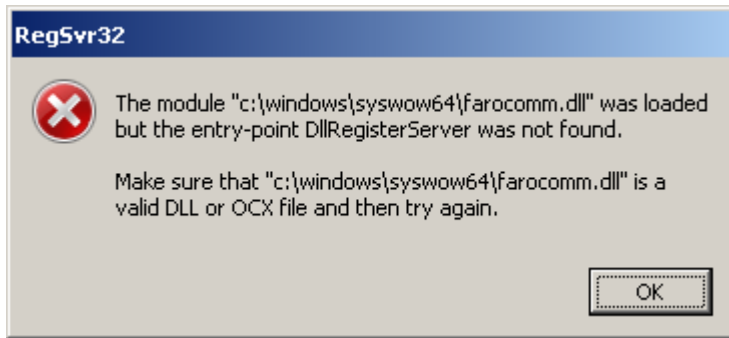 RegSvr32
The module "c:\windows\syswow64\farocomm.dll" was loaded
but the entry-point DllRegisterServer was not found.
Make sure that "c:\windows\syswow64\farocomm.dll" is a
valid DLL or OCX file and then try again.
OK